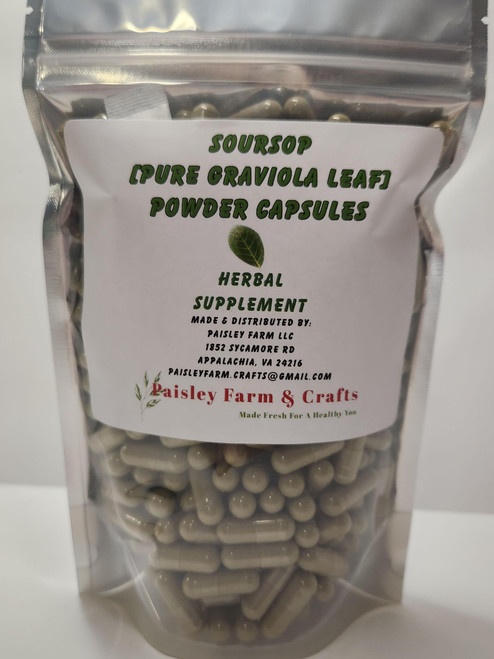 SOURSOP
[PURE GRAVIOLA LEAF]
POWDER CAPSULES
HERBAL
SUPPLEMENT
MADE & DISTRIBUTED BY:
PAISLEY FARM LLC
1852 SYCAMORE RD
APPALACHIA, VA 24216
PAISLEYFARM.CRAFTS@GMAIL.COM
Paisley Farm & Crafts
Made Fresh For A Healthy You